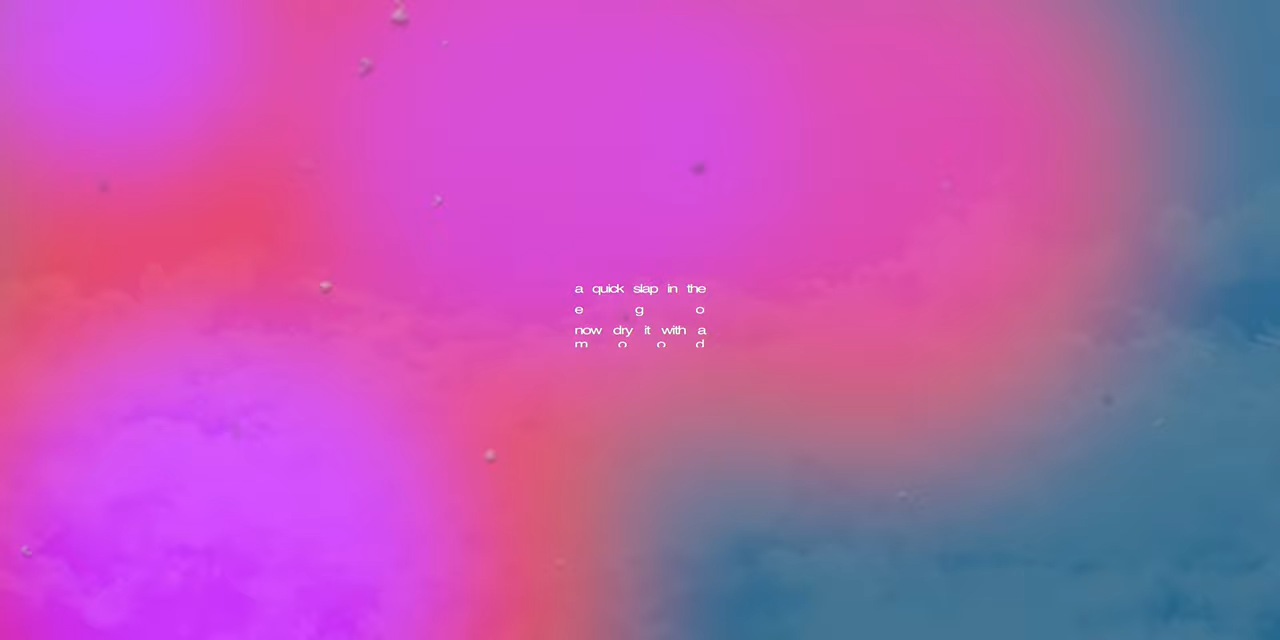 a quick slap in the
e g o
now dry it with a
m o o d